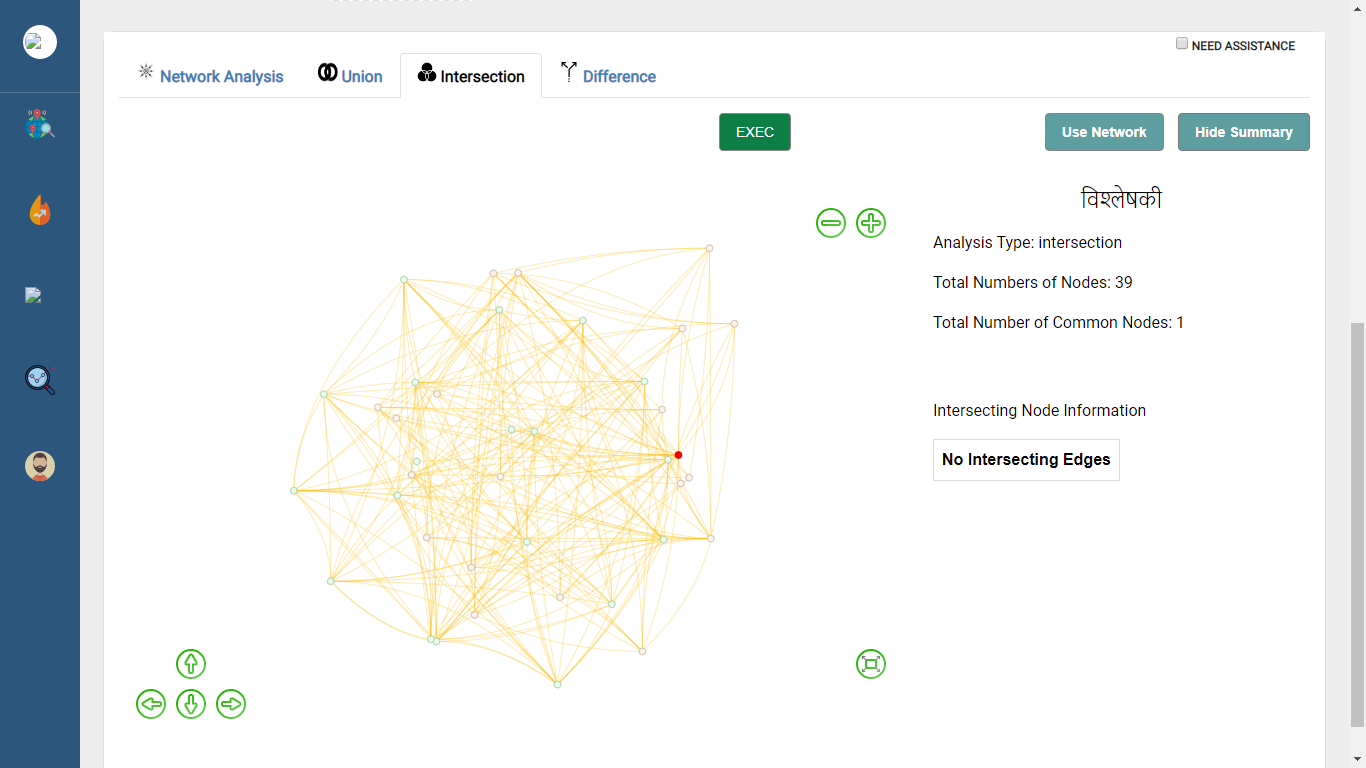 NEED ASSISTANCE
Network Analysis Union Intersection Difference
EXEC Use Network Hide Summary
विश्लेषकी
Analysis Type: intersection
Total Numbers of Nodes: 39
Total Number of Common Nodes: 1
Intersecting Node Information
No Intersecting Edges